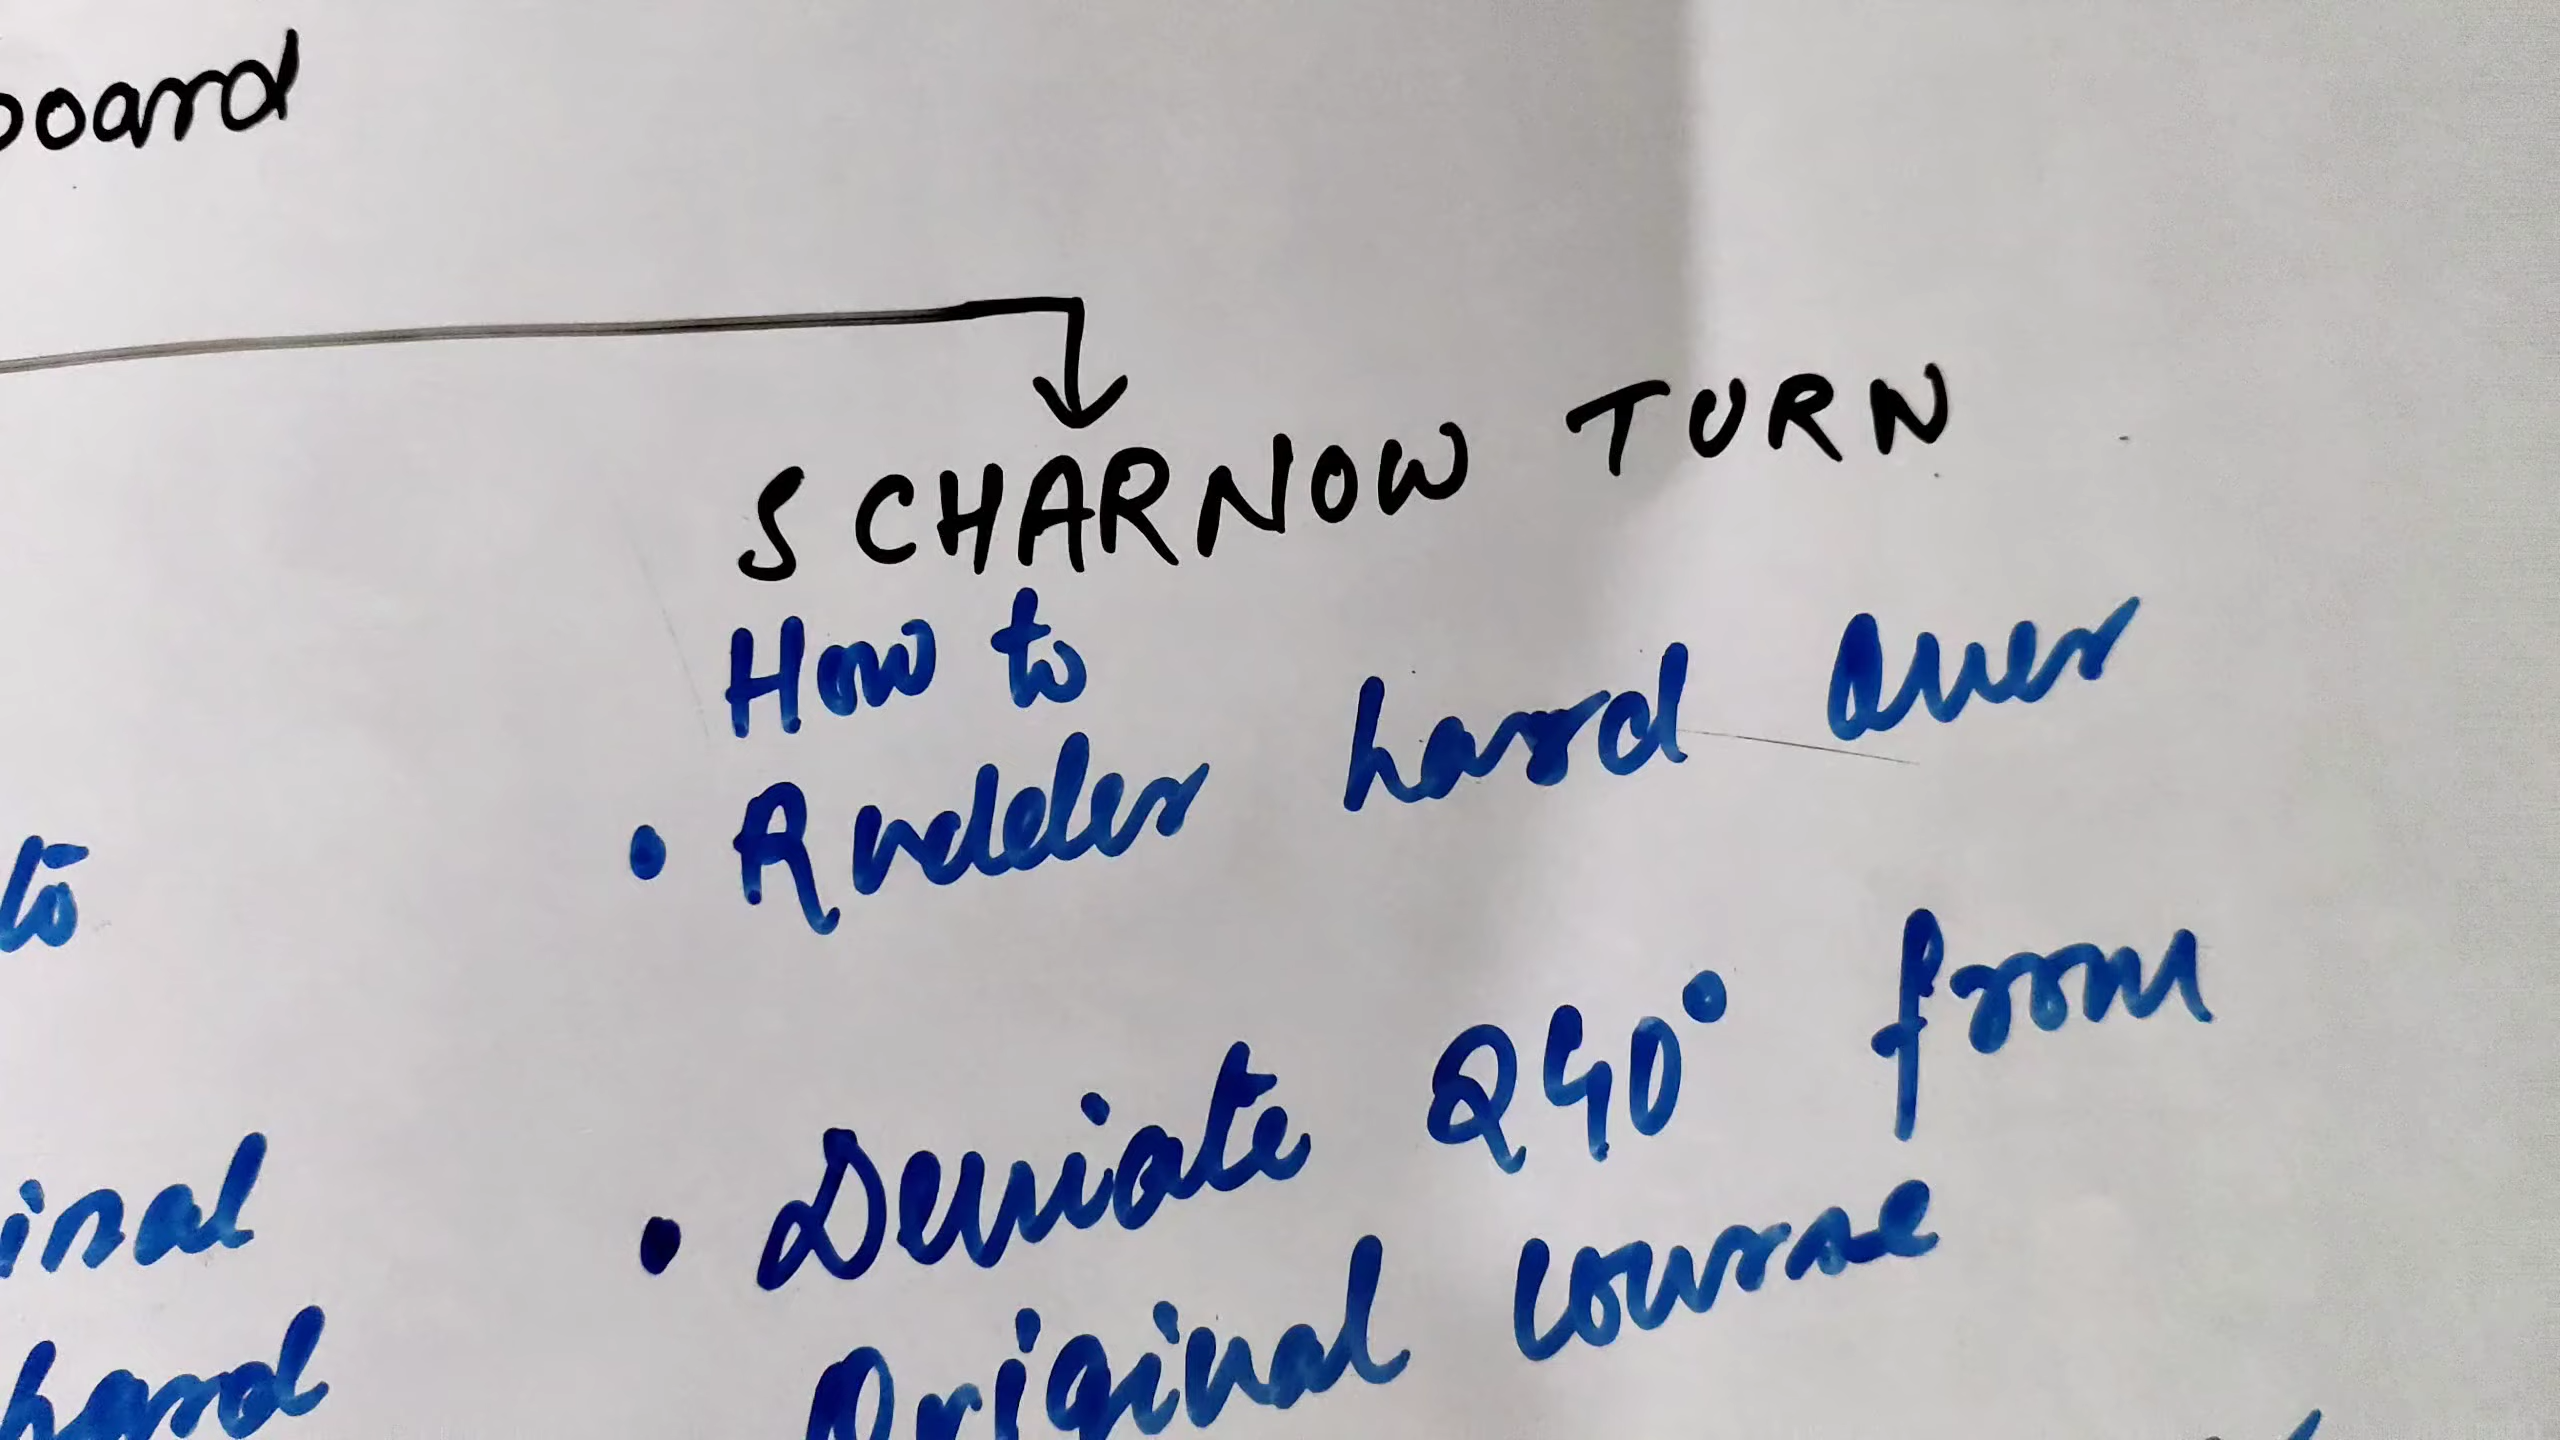 board
SCHARNOW TURN
How to
• Rudder hard over
to
• Deviate 240° from
inal
Original course
hard